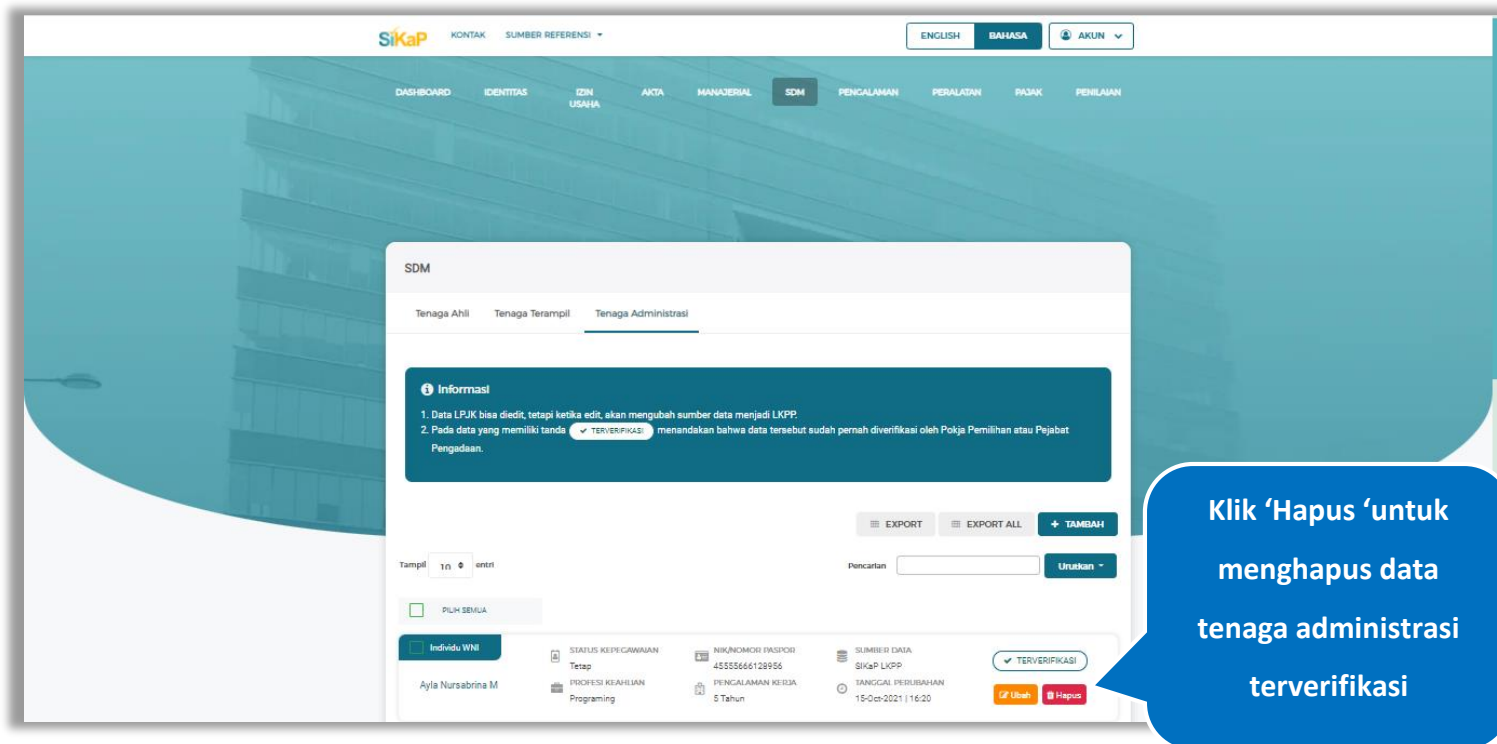 SiKaP KONTAK SUMBER REFERENSI ENGLISH BAHASA AKUN
DASHBOARD IDENTITAS IZIN USAHA AKTA MANAJERIAL SDM PENGALAMAN PERALATAN PAJAK PENILAIAN
SDM
Tenaga Ahli Tenaga Terampil Tenaga Administrasi
Informasi
1. Data LPJK bisa diedit, tetapi ketika edit, akan mengubah sumber data menjadi LKPP.
2. Pada data yang memiliki tanda TERVERIFIKASI menandakan bahwa data tersebut sudah pernah diverifikasi oleh Pokja Pemilihan atau Pejabat
Pengadaan.
EXPORT EXPORT ALL + TAMBAH
Tampil 10 entri Pencarian Urutkan
PILIH SEMUA
Individu WNI
Ayla Nursabrina M
STATUS KEPEGAWAIAN
Tetap
PROFESI KEAHLIAN
Programing
NIK/NOMOR PASPOR
45555666128956
PENGALAMAN KERJA
5 Tahun
SUMBER DATA
SIKaP LKPP
TANGGAL PERUBAHAN
15-Oct-2021 | 16:20
TERVERIFIKASI
Ubah Hapus
Klik ‘Hapus ‘untuk
menghapus data
tenaga administrasi
terverifikasi